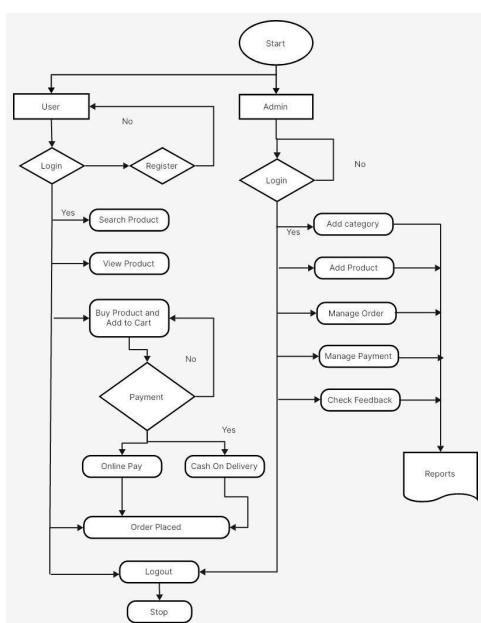 Start
User
Admin
No
Login
Register
Login
No
Yes
Search Product
Yes
Add category
View Product
Add Product
Buy Product and
Add to Cart
Manage Order
No
Manage Payment
Payment
Check Feedback
Yes
Online Pay
Cash On Delivery
Reports
Order Placed
Logout
Stop